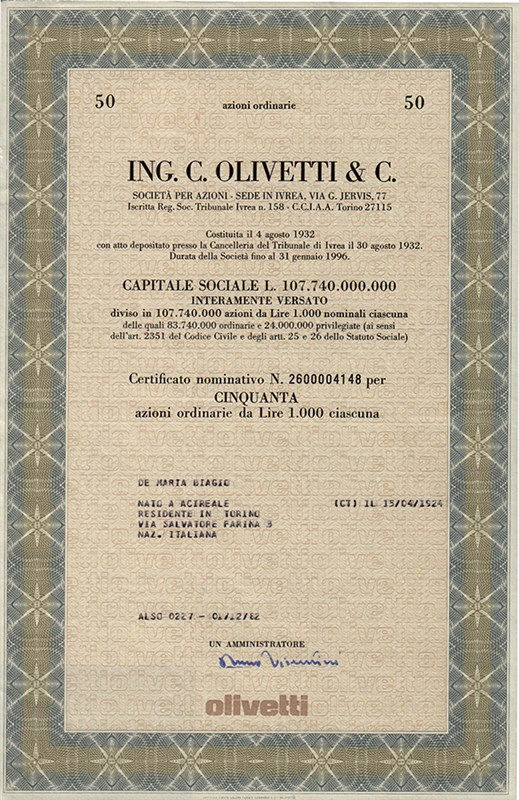 50 azioni ordinarie 50
ING. C. OLIVETTI & C.
SOCIETÀ PER AZIONI - SEDE IN IVREA, VIA G. JERVIS, 77
Iscritta Reg. Soc. Tribunale Ivrea n. 158 - C.C.I.A.A. Torino 27115
Costituita il 4 agosto 1932
con atto depositato presso la Cancelleria del Tribunale di Ivrea il 30 agosto 1932.
Durata della Società fino al 31 gennaio 1996.
CAPITALE SOCIALE L. 107.740.000.000
INTERAMENTE VERSATO
diviso in 107.740.000 azioni da Lire 1.000 nominali ciascuna
delle quali 83.740.000 ordinarie e 24.000.000 privilegiate (ai sensi
dell'art. 2351 del Codice Civile e degli artt. 25 e 26 dello Statuto Sociale)
Certificato nominativo N. 2600004148 per
CINQUANTA
azioni ordinarie da Lire 1.000 ciascuna
DE MARIA BIAGIO
NATO A ACIREALE (CT) IL 15/04/1924
RESIDENTE IN TORINO
VIA SALVATORE FARINA 3
NAZ. ITALIANA
ALSO 0227 - 01/12/82
UN AMMINISTRATORE
olivetti